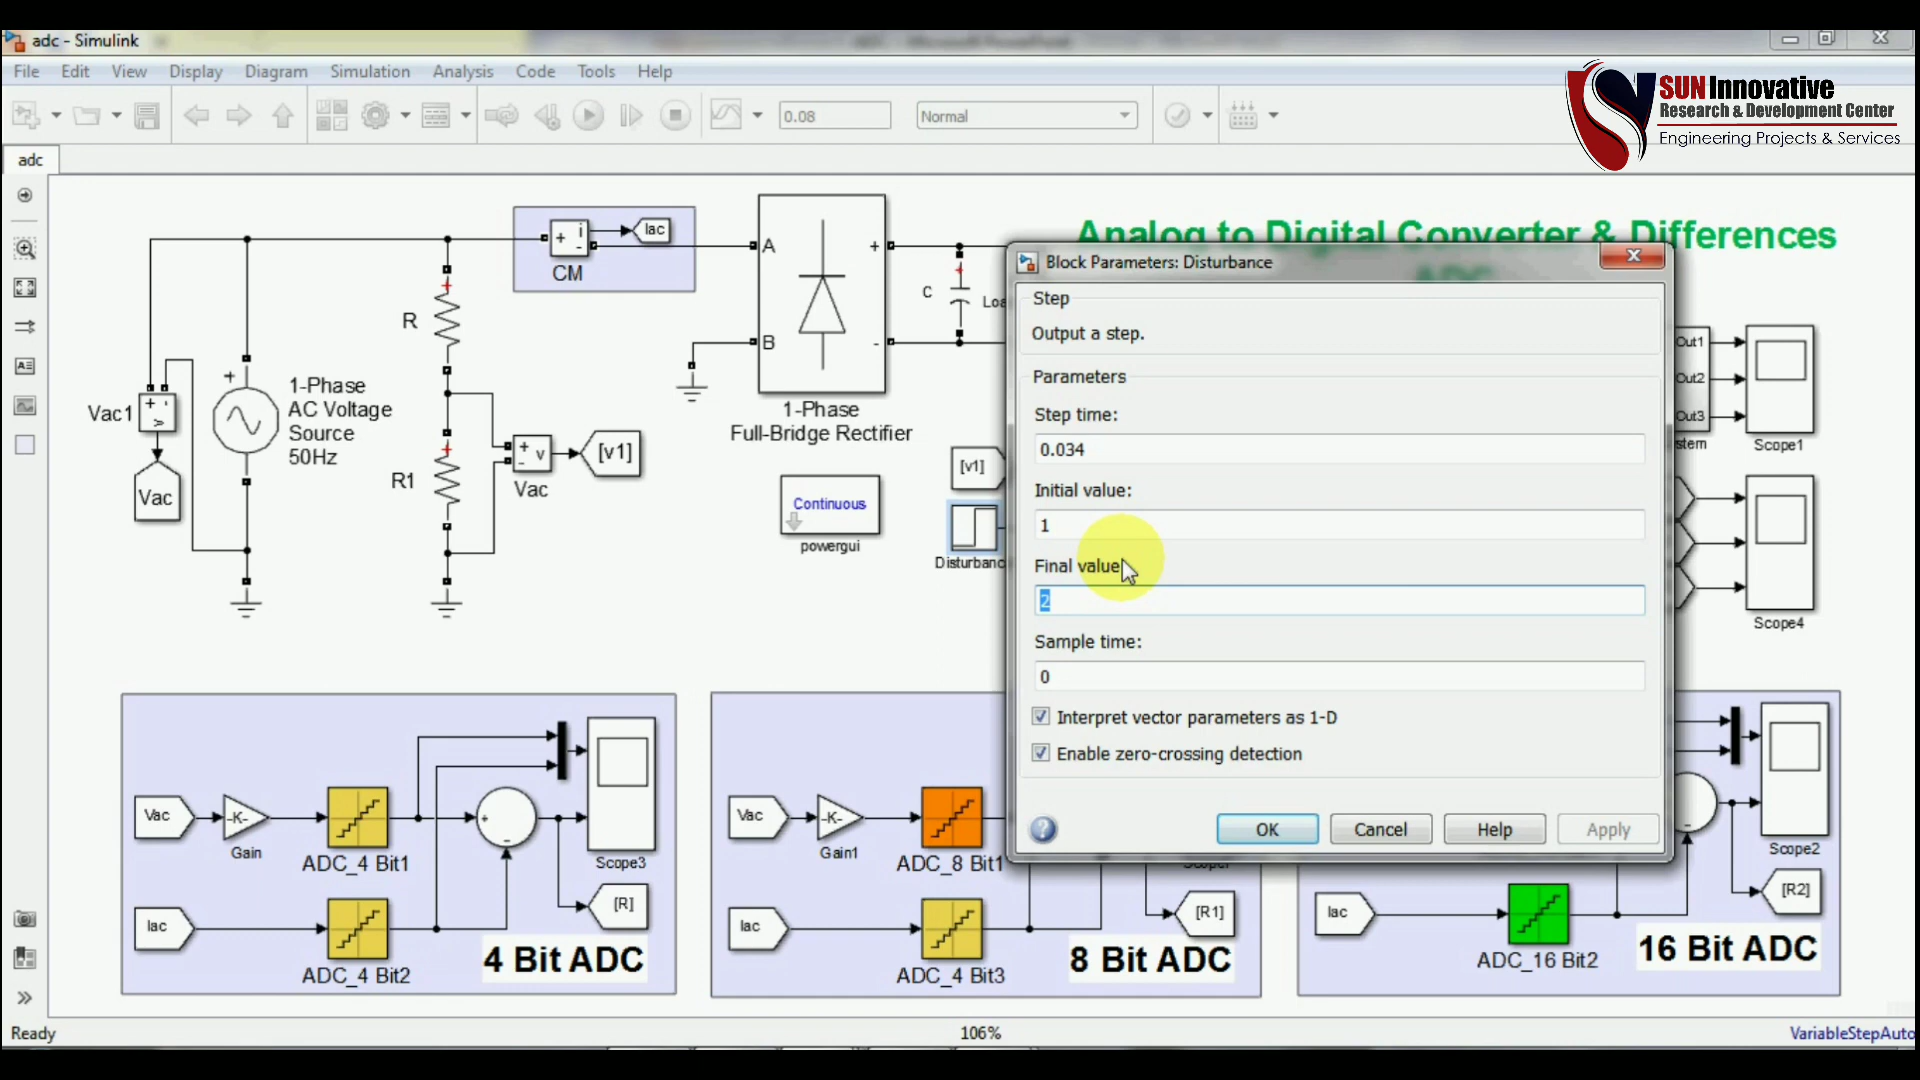 adc - Simulink
File Edit View Display Diagram Simulation Analysis Code Tools Help
0.08
Normal
SUN Innovative
Research & Development Center
Engineering Projects & Services
adc
Iac
CM
A
B
+
-
C
R
R1
Vac1
Vac
1-Phase
AC Voltage
Source
50Hz
[v1]
Vac
1-Phase
Full-Bridge Rectifier
Continuous
powergui
[v1]
Disturbanc
Analog to Digital Converter & Differences
ADC
Block Parameters: Disturbance
Step
Output a step.
Parameters
Step time:
0.034
Initial value:
1
Final value
2
Sample time:
0
Interpret vector parameters as 1-D
Enable zero-crossing detection
OK Cancel Help Apply
Out1
Out2
Out3
stem
Scope1
Scope4
Vac
-K-
Gain
ADC_4 Bit1
Scope3
Iac
ADC_4 Bit2
[R]
4 Bit ADC
Vac
-K-
Gain1
ADC_8 Bit1
Iac
ADC_4 Bit3
[R1]
8 Bit ADC
Iac
ADC_16 Bit2
Scope2
[R2]
16 Bit ADC
Ready
106%
VariableStepAuto